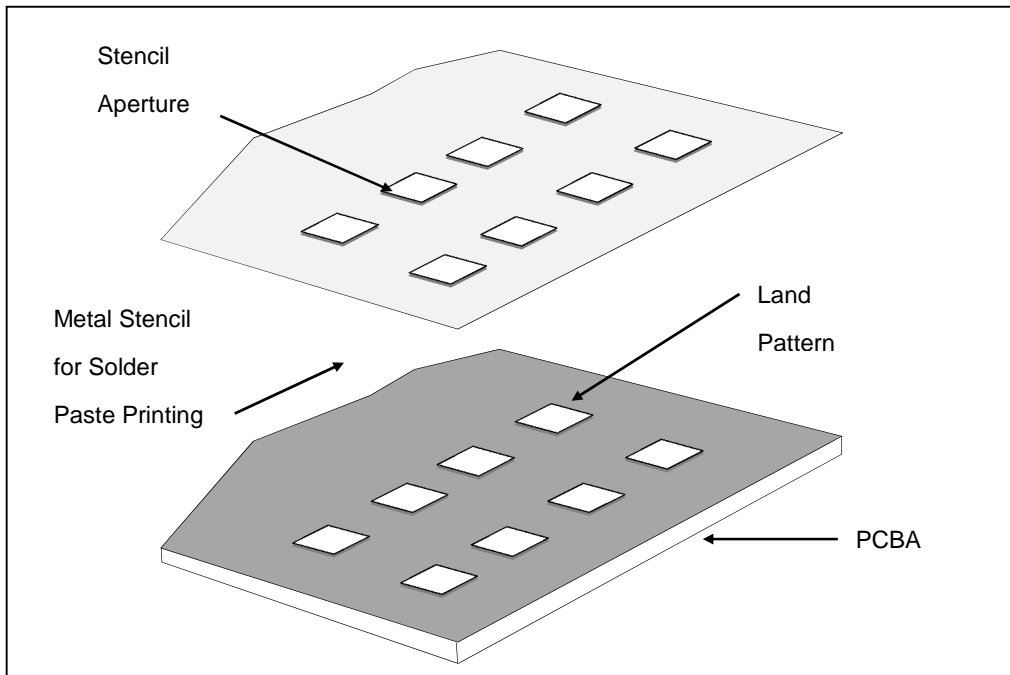 Stencil
Aperture
Land
Pattern
Metal Stencil
for Solder
Paste Printing
PCBA